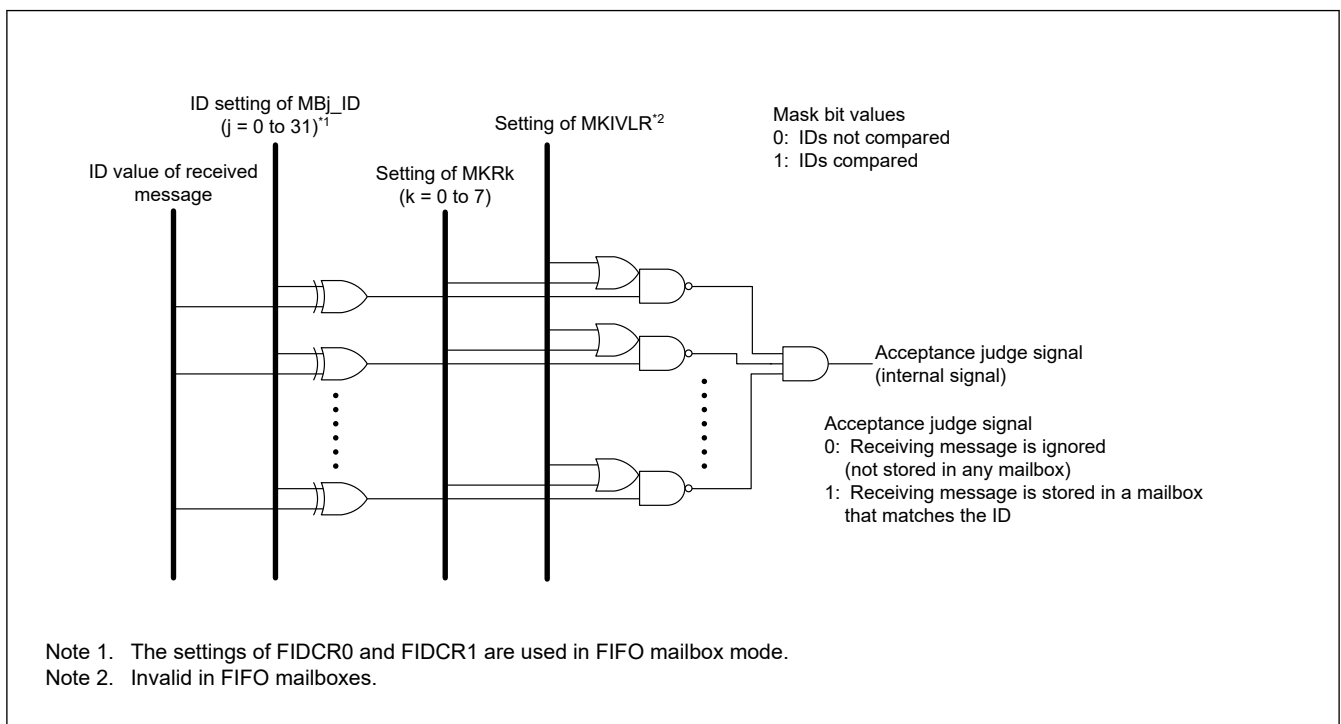 ID setting of MBj_ID
(j = 0 to 31)*1
Setting of MKIVLR*2
Mask bit values
0: IDs not compared
1: IDs compared
ID value of received
message
Setting of MKRk
(k = 0 to 7)
Acceptance judge signal
(internal signal)
Acceptance judge signal
0: Receiving message is ignored
(not stored in any mailbox)
1: Receiving message is stored in a mailbox
that matches the ID
Note 1. The settings of FIDCR0 and FIDCR1 are used in FIFO mailbox mode.
Note 2. Invalid in FIFO mailboxes.